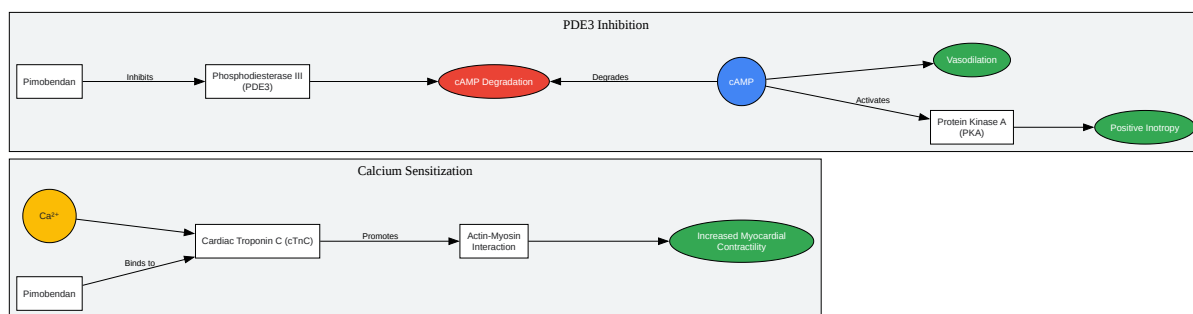 PDE3 Inhibition
Pimobendan
Inhibits
Phosphodiesterase III
(PDE3)
cAMP Degradation
Degrades
cAMP
Vasodilation
Activates
Protein Kinase A
(PKA)
Positive Inotropy
Calcium Sensitization
Ca²⁺
Pimobendan
Binds to
Cardiac Troponin C (cTnC)
Promotes
Actin-Myosin
Interaction
Increased Myocardial
Contractility